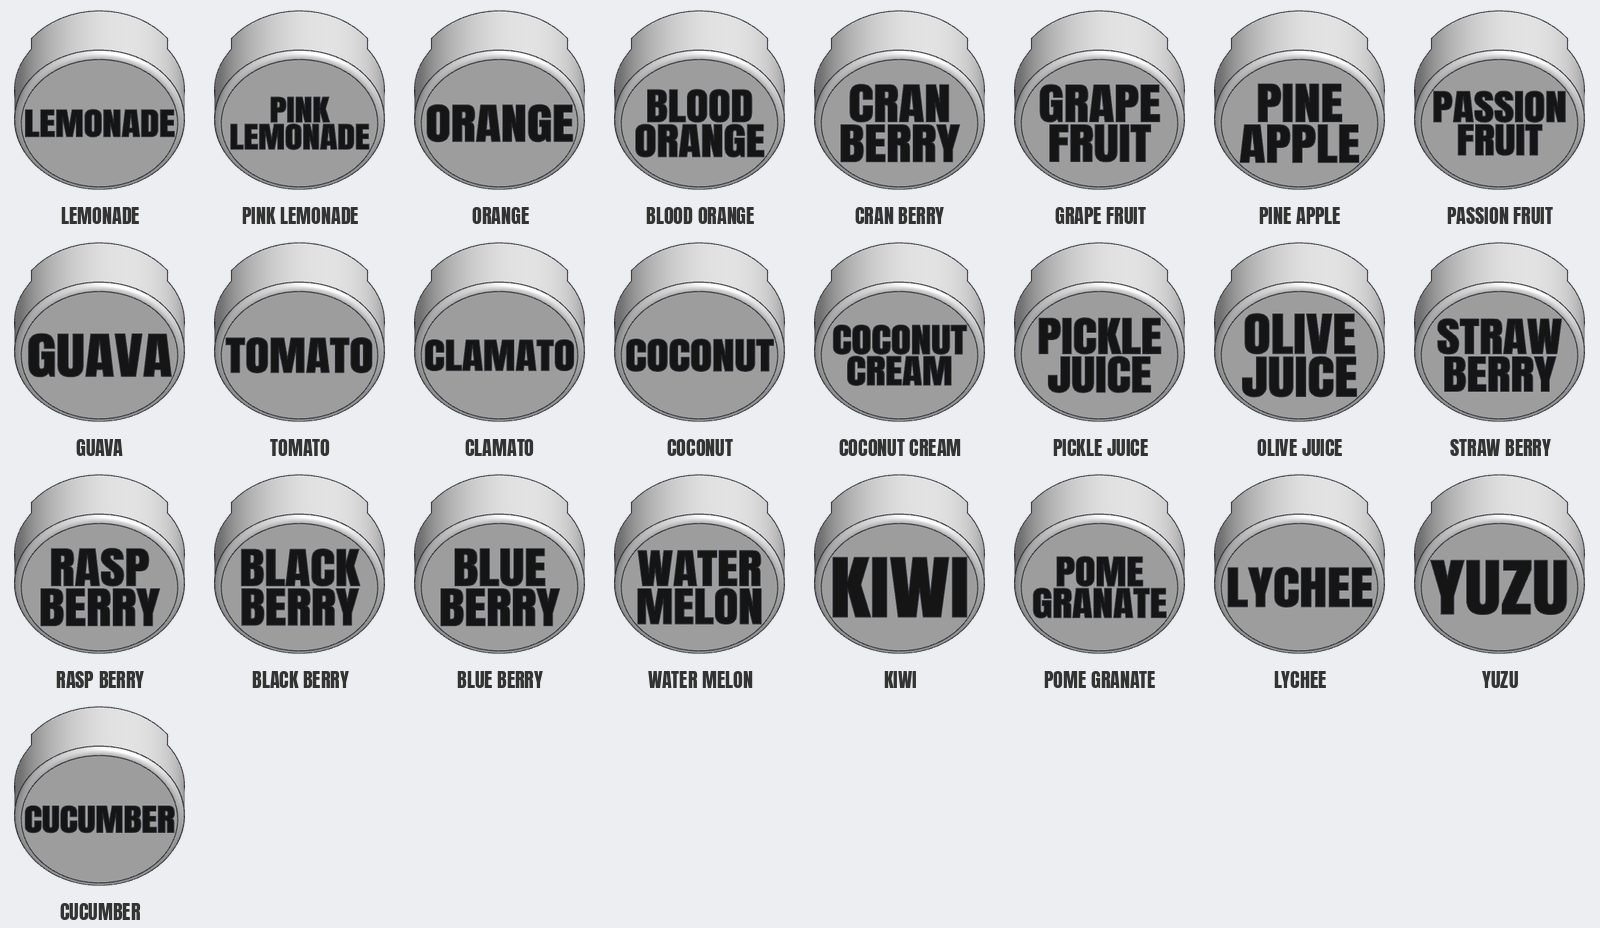 LEMONADE
PINK
LEMONADE
ORANGE
BLOOD
ORANGE
CRAN
BERRY
GRAPE
FRUIT
PINE
APPLE
PASSION
FRUIT
LEMONADE
PINK LEMONADE
ORANGE
BLOOD ORANGE
CRAN BERRY
GRAPE FRUIT
PINE APPLE
PASSION FRUIT
GUAVA
TOMATO
CLAMATO
COCONUT
COCONUT
CREAM
PICKLE
JUICE
OLIVE
JUICE
STRAW
BERRY
GUAVA
TOMATO
CLAMATO
COCONUT
COCONUT CREAM
PICKLE JUICE
OLIVE JUICE
STRAW BERRY
RASP
BERRY
BLACK
BERRY
BLUE
BERRY
WATER
MELON
KIWI
POME
GRANATE
LYCHEE
YUZU
RASP BERRY
BLACK BERRY
BLUE BERRY
WATER MELON
KIWI
POME GRANATE
LYCHEE
YUZU
CUCUMBER
CUCUMBER